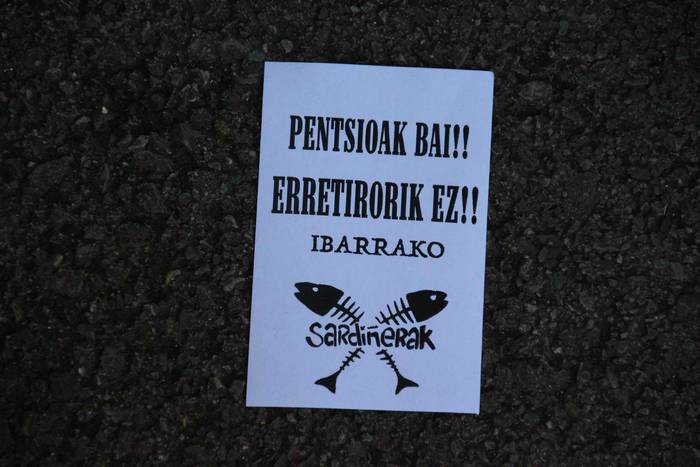 PENTSIOAK BAI!!
ERRETIRORIK EZ!!
IBARRAKO
Sardiñerak